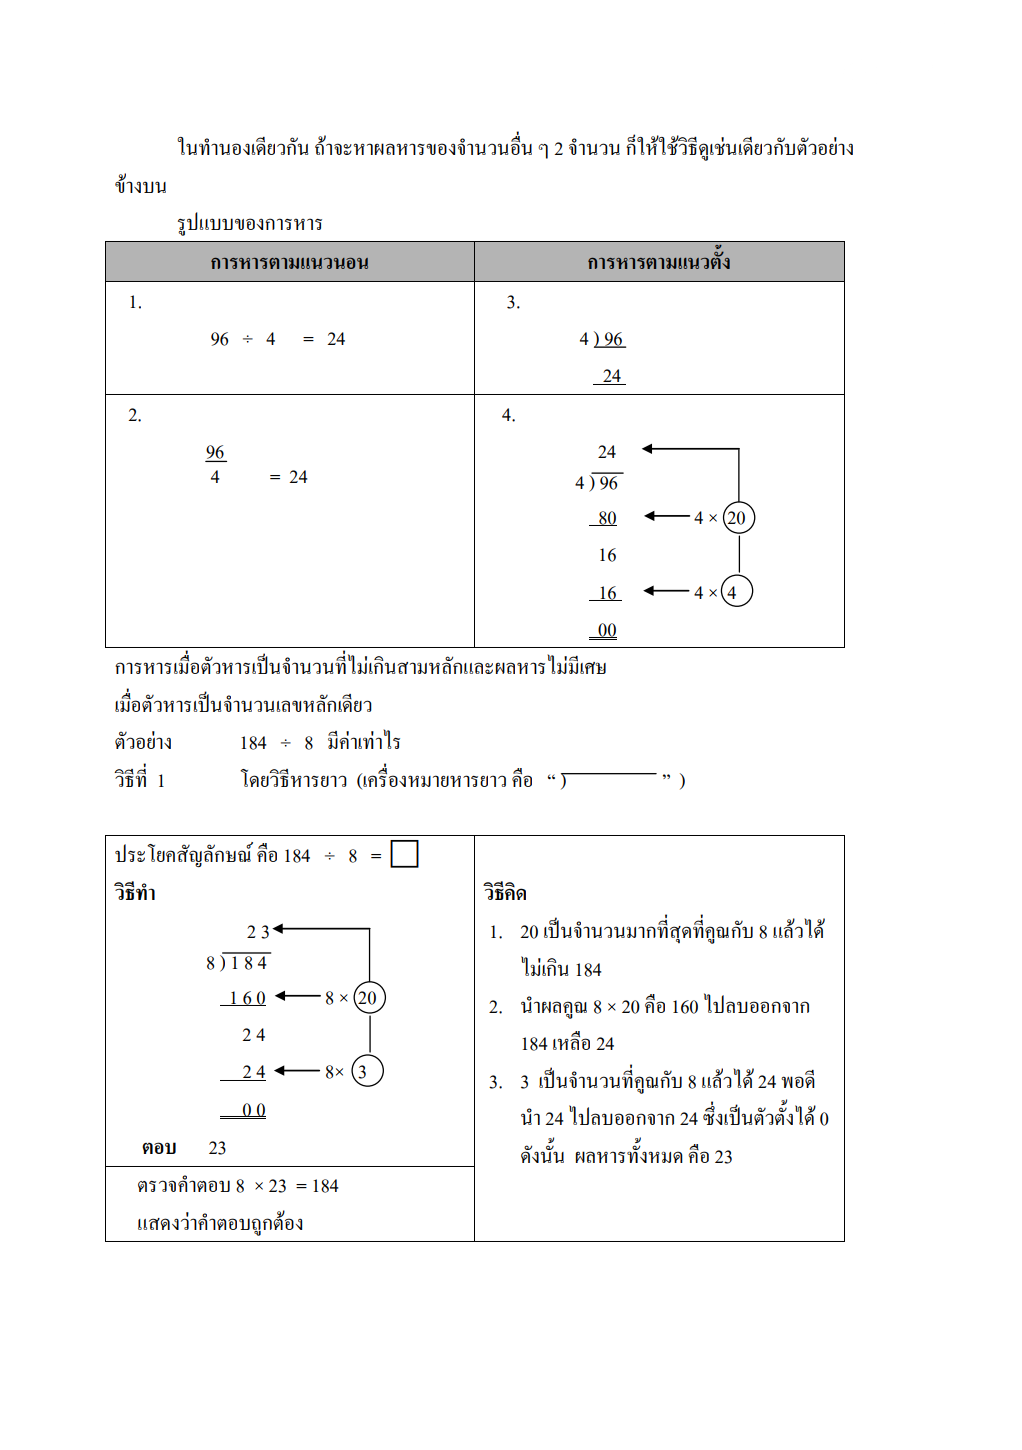 ในทำนองเดียวกัน ถ้าจะหาผลหารของจำนวนอื่น ๆ 2 จำนวน ก็ให้ใช้วิธีดูเช่นเดียวกับตัวอย่าง
ข้างบน
รูปแบบของการหาร
การหารตามแนวนอน
การหารตามแนวตั้ง
1.
96 ÷ 4 = 24
3.
4 ) 96
24
2.
96
4 = 24
4.
24
4 ) 96
80 4 × 20
16
16 4 × 4
00
การหารเมื่อตัวหารเป็นจำนวนที่ไม่เกินสามหลักและผลหารไม่มีเศษ
เมื่อตัวหารเป็นจำนวนเลขหลักเดียว
ตัวอย่าง 184 ÷ 8 มีค่าเท่าไร
วิธีที่ 1 โดยวิธีหารยาว (เครื่องหมายหารยาว คือ “ ) ” )
ประโยคสัญลักษณ์ คือ 184 ÷ 8 = □
วิธีทำ
2 3
8 ) 1 8 4
1 6 0 8 × 20
2 4
2 4 8× 3
0 0
ตอบ 23
ตรวจคำตอบ 8 × 23 = 184
แสดงว่าคำตอบถูกต้อง
วิธีคิด
1. 20 เป็นจำนวนมากที่สุดที่คูณกับ 8 แล้วได้
ไม่เกิน 184
2. นำผลคูณ 8 × 20 คือ 160 ไปลบออกจาก
184 เหลือ 24
3. 3 เป็นจำนวนที่คูณกับ 8 แล้วได้ 24 พอดี
นำ 24 ไปลบออกจาก 24 ซึ่งเป็นตัวตั้งได้ 0
ดังนั้น ผลหารทั้งหมด คือ 23